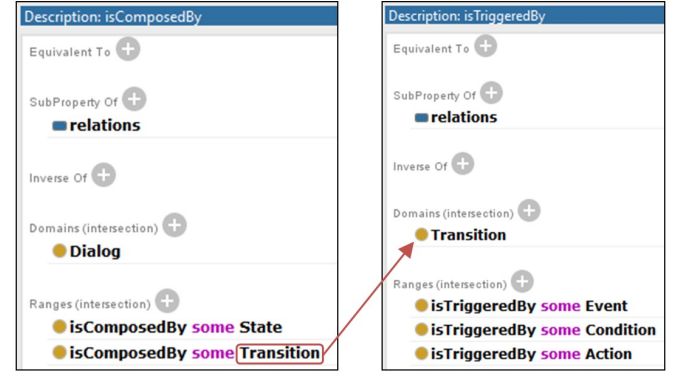 Description: isComposedBy
Equivalent To
SubProperty Of
relations
Inverse Of
Domains (intersection)
Dialog
Ranges (intersection)
isComposedBy some State
isComposedBy some Transition
Description: isTriggeredBy
Equivalent To
SubProperty Of
relations
Inverse Of
Domains (intersection)
Transition
Ranges (intersection)
isTriggeredBy some Event
isTriggeredBy some Condition
isTriggeredBy some Action